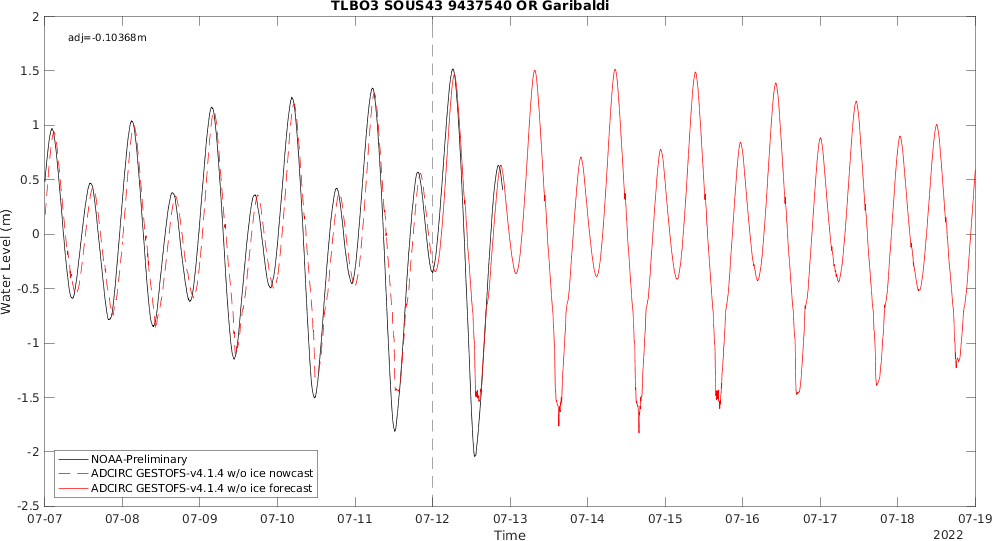 TLBO3 SOUS43 9437540 OR Garibaldi
adj=-0.10368m
Water Level (m)
2
1.5
1
0.5
0
-0.5
-1
-1.5
-2
-2.5
NOAA-Preliminary
ADCIRC GESTOFS-v4.1.4 w/o ice nowcast
ADCIRC GESTOFS-v4.1.4 w/o ice forecast
07-07 07-08 07-09 07-10 07-11 07-12 07-13 07-14 07-15 07-16 07-17 07-18 07-19
Time
2022